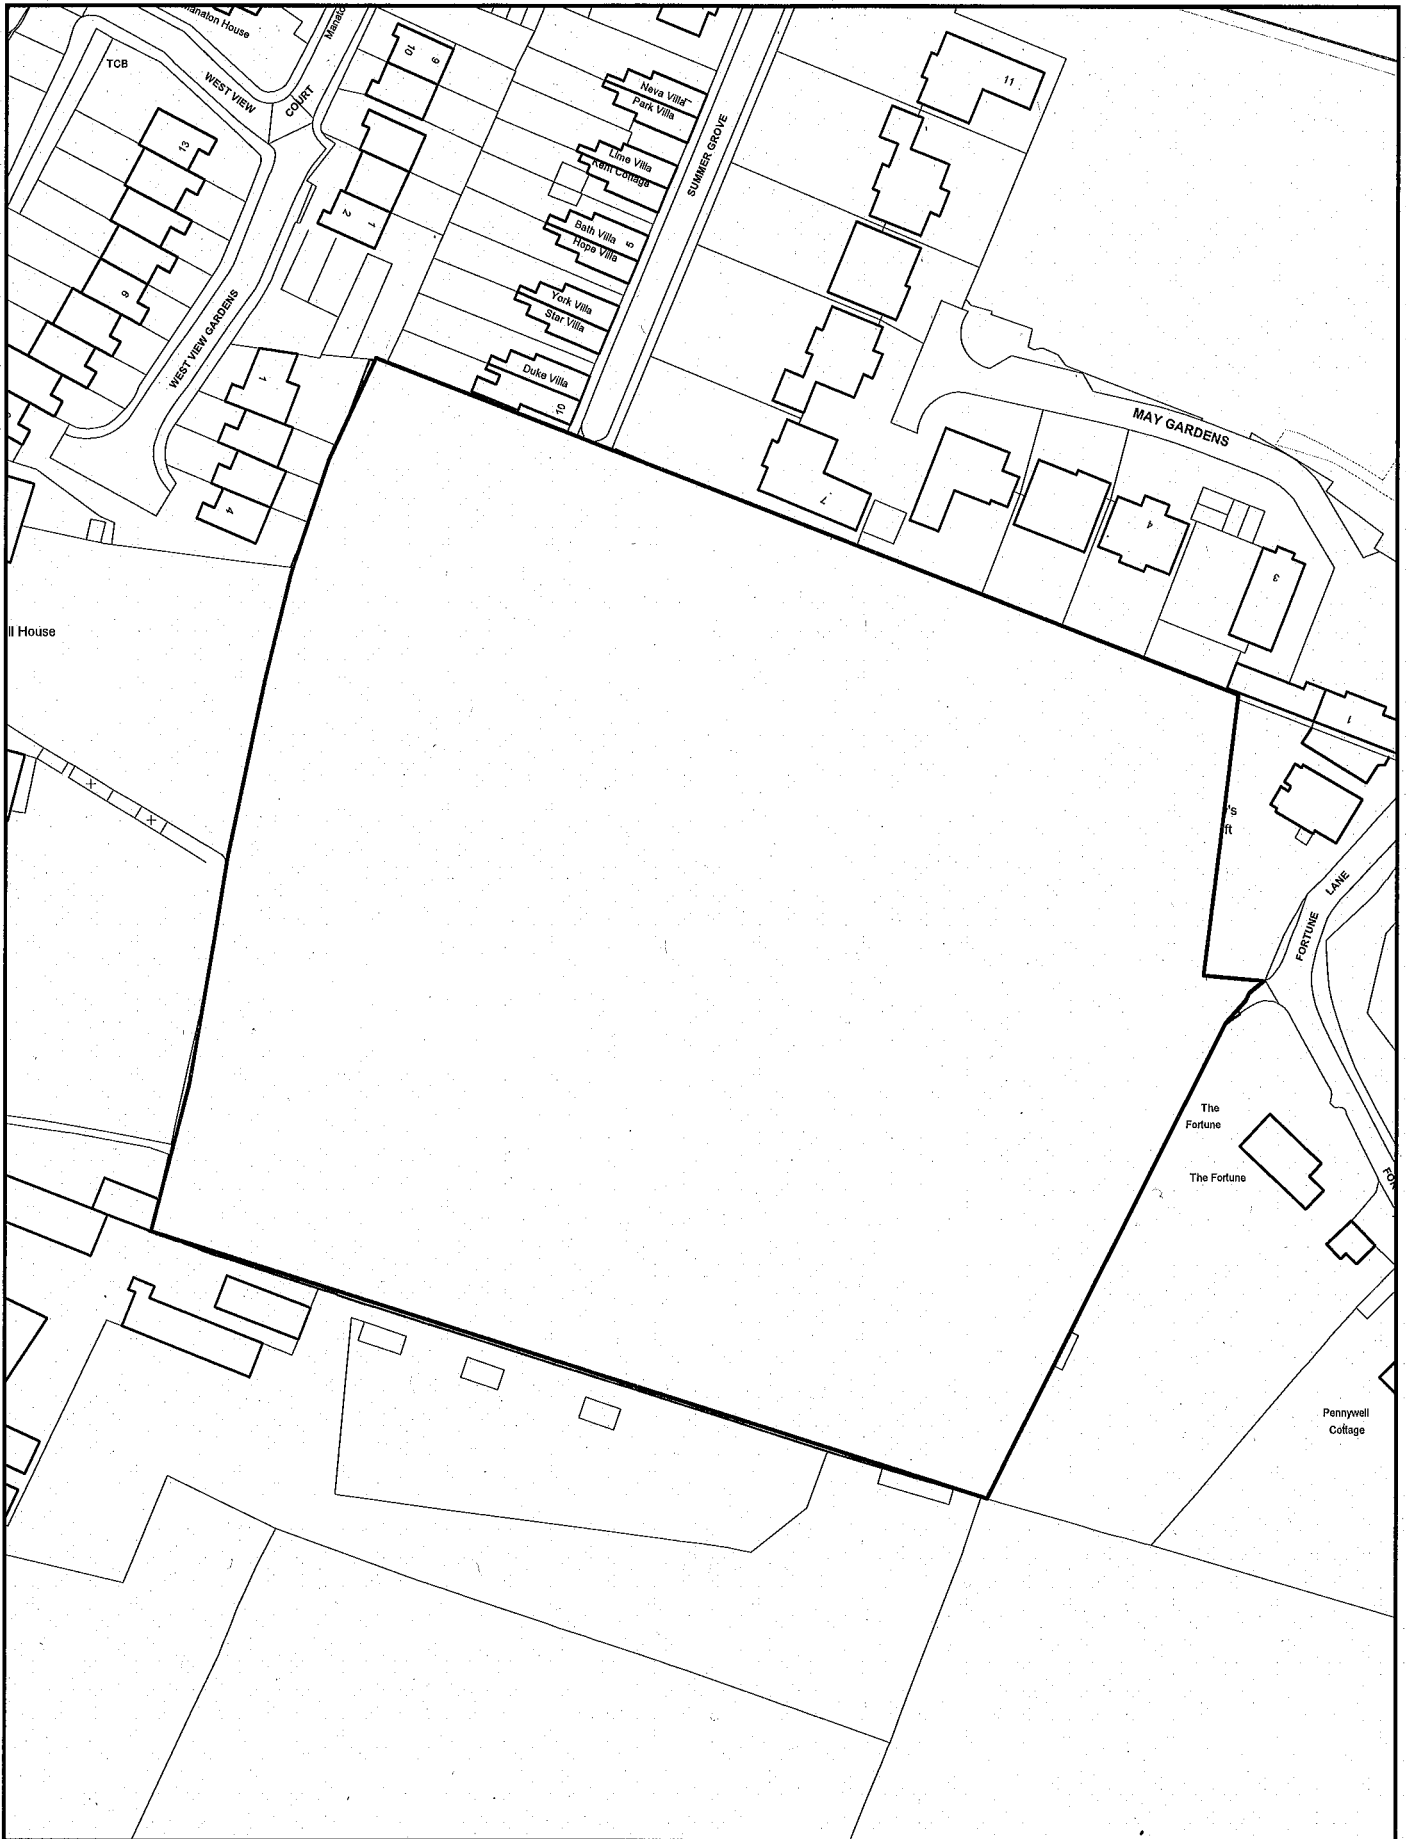 Manaton House
TCB
WEST VIEW
COURT
10
9
Neva Villa
Park Villa
11
SUMMER GROVE
13
Lime Villa
Kent Cottage
2
1
Bath Villa 5
Hope Villa
York Villa
Star Villa
9
WEST VIEW GARDENS
1
Duke Villa
10
MAY GARDENS
7
4
4
3
ll House
1
's
ft
X
X
LANE
FORTUNE
The
Fortune
The Fortune
Pennywell
Cottage